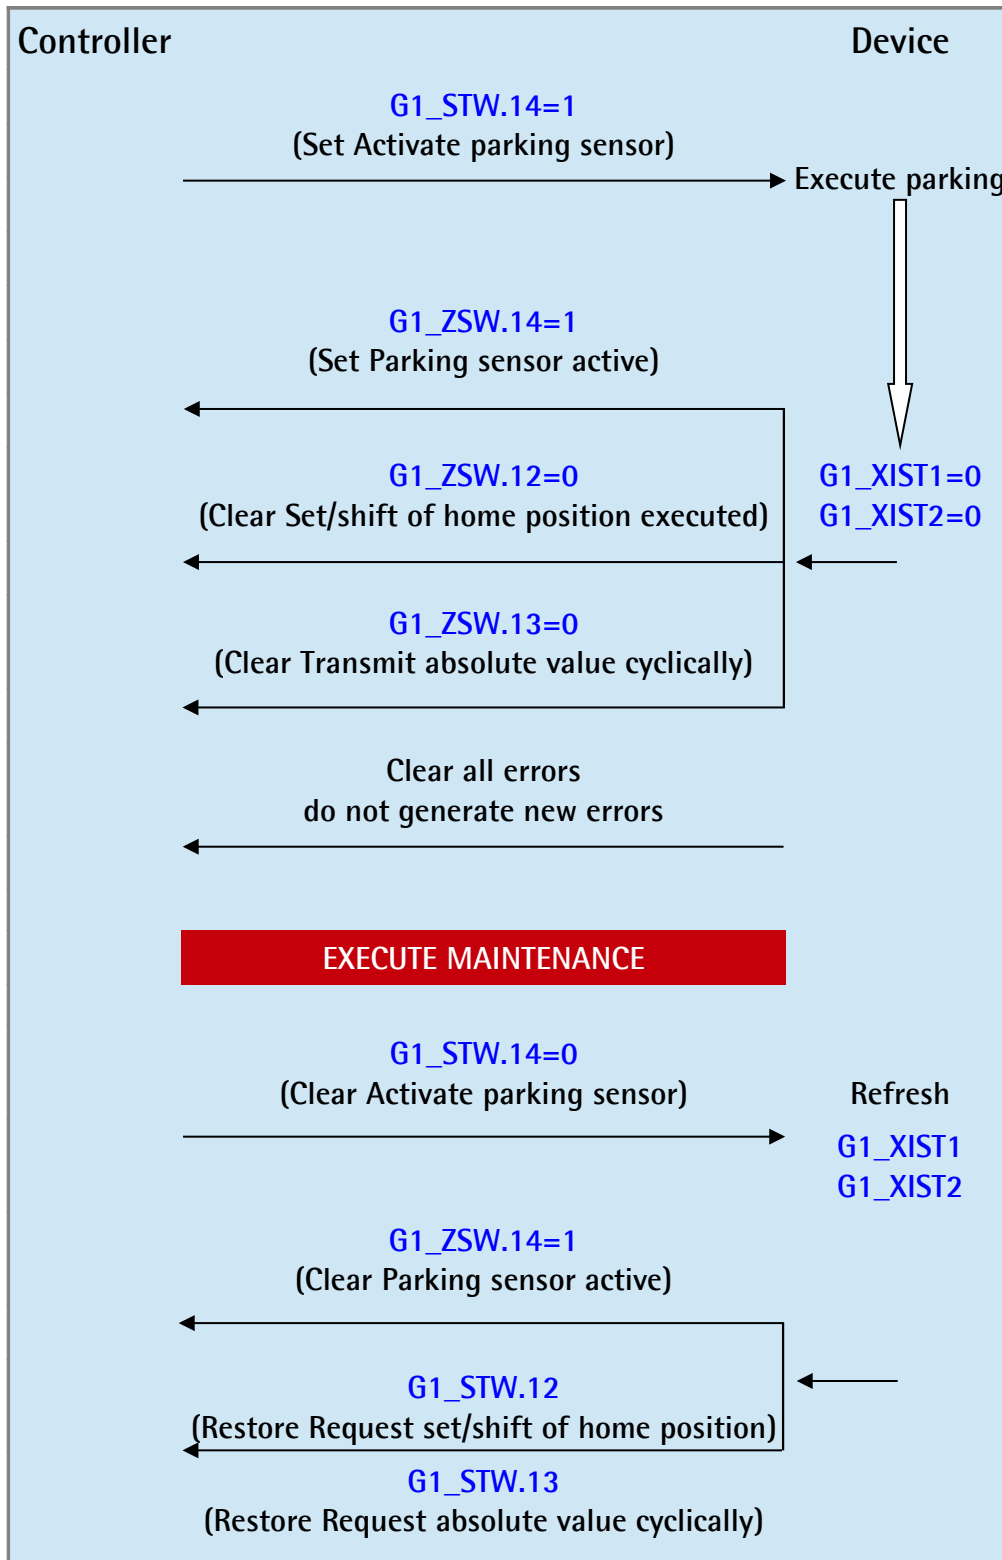 Controller
Device
G1_STW.14=1
(Set Activate parking sensor)
Execute parking
G1_ZSW.14=1
(Set Parking sensor active)
G1_ZSW.12=0
(Clear Set/shift of home position executed)
G1_XIST1=0
G1_XIST2=0
G1_ZSW.13=0
(Clear Transmit absolute value cyclically)
Clear all errors
do not generate new errors
EXECUTE MAINTENANCE
G1_STW.14=0
(Clear Activate parking sensor)
Refresh
G1_XIST1
G1_XIST2
G1_ZSW.14=1
(Clear Parking sensor active)
G1_STW.12
(Restore Request set/shift of home position)
G1_STW.13
(Restore Request absolute value cyclically)